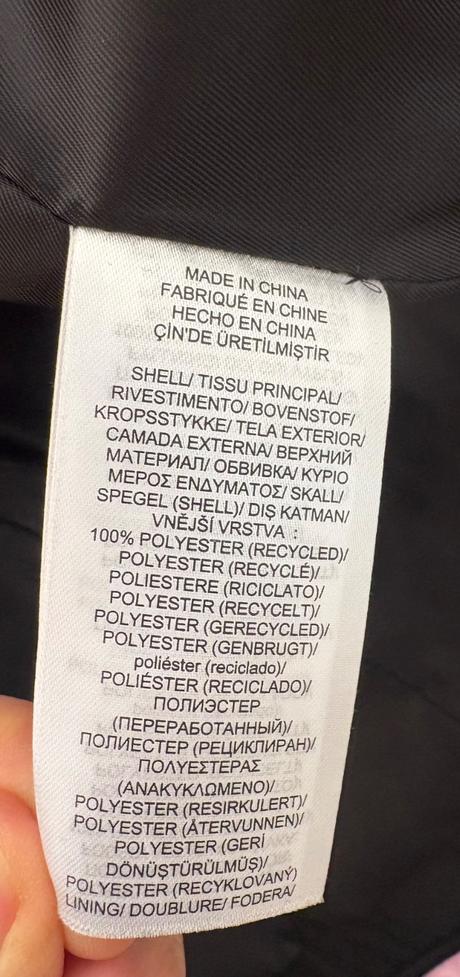 MADE IN CHINA
FABRIQUÉ EN CHINE
HECHO EN CHINA
ÇİN'DE ÜRETİLMİŞTİR
SHELL/ TISSU PRINCIPAL/
RIVESTIMENTO/ BOVENSTOF/
KROPSSTYKKE/ TELA EXTERIOR/
CAMADA EXTERNA/ ВЕРХНИЙ
МАТЕРИАЛ/ ОБВИВКА/ ΚΥΡΙΟ
ΜΕΡΟΣ ΕΝΔΥΜΑΤΟΣ/ SKALL/
SPEGEL (SHELL)/ DIŞ KATMAN/
VNĚJŠÍ VRSTVA :
100% POLYESTER (RECYCLED)/
POLYESTER (RECYCLÉ)/
POLIESTERE (RICICLATO)/
POLYESTER (RECYCELT)/
POLYESTER (GERECYCLED)/
POLYESTER (GENBRUGT)/
poliéster (reciclado)/
POLIÉSTER (RECICLADO)/
ПОЛИЭСТЕР
(ПЕРЕРАБОТАННЫЙ)/
ПОЛИЕСТЕР (РЕЦИКЛИРАН)/
ΠΟΛΥΕΣΤΕΡΑΣ
(ΑΝΑΚΥΚΛΩΜΕΝΟ)/
POLYESTER (RESIRKULERT)/
POLYESTER (ÅTERVUNNEN)/
POLYESTER (GERİ
DÖNÜŞTÜRÜLMÜŞ)/
POLYESTER (RECYKLOVANÝ)
LINING/ DOUBLURE/ FODERA/